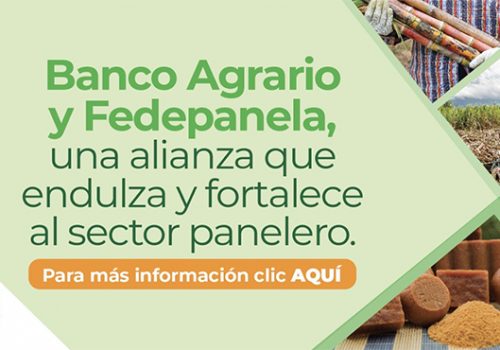 Banco Agrario
y Fedepanela,
una alianza que
endulza y fortalece
al sector panelero.
Para más información clic AQUÍ